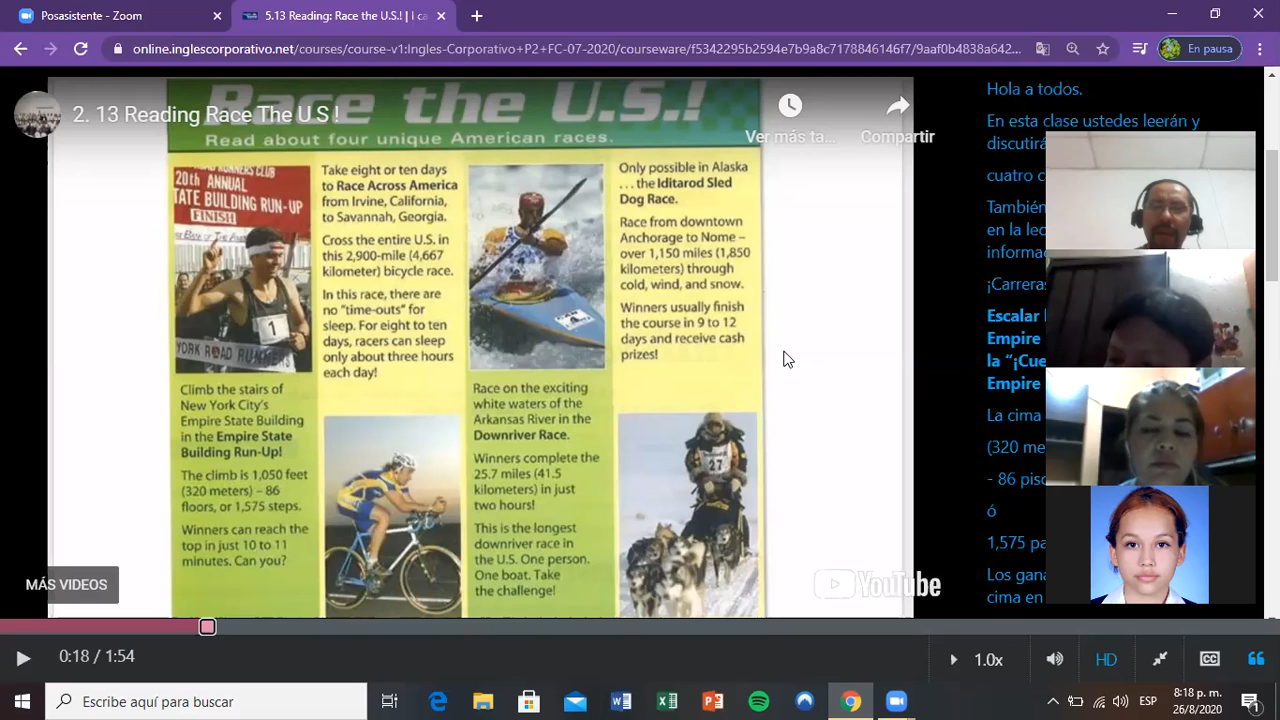 Posasistente - Zoom
5.13 Reading: Race the U.S.! | I ca
online.inglescorporativo.net/courses/course-v1:Ingles-Corporativo+P2+FC-07-2020/courseware/f5342295b2594e7b9a8c7178846146f7/9aaf0b4838a642...
En pausa
Race the U.S.!
2. 13 Reading Race The U S !
Ver más ta...
Compartir
Read about four unique American races.
RUNNERS CLUB
20th ANNUAL
TATE BUILDING RUN-UP
FINISH
1
YORK ROAD RUNNERS
Climb the stairs of
New York City's
Empire State Building
in the Empire State
Building Run-Up!
The climb is 1,050 feet
(320 meters) – 86
floors, or 1,575 steps.
Winners can reach the
top in just 10 to 11
minutes. Can you?
Take eight or ten days
to Race Across America
from Irvine, California,
to Savannah, Georgia.
Cross the entire U.S. in
this 2,900-mile (4,667
kilometer) bicycle race.
In this race, there are
no "time-outs" for
sleep. For eight to ten
days, racers can sleep
only about three hours
each day!
Race on the exciting
white waters of the
Arkansas River in the
Downriver Race.
Winners complete the
25.7 miles (41.5
kilometers) in just
two hours!
This is the longest
downriver race in
the U.S. One person.
One boat. Take
the challenge!
Only possible in Alaska
. . . the Iditarod Sled
Dog Race.
Race from downtown
Anchorage to Nome –
over 1,150 miles (1,850
kilometers) through
cold, wind, and snow.
Winners usually finish
the course in 9 to 12
days and receive cash
prizes!
27
MÁS VIDEOS
YouTube
Hola a todos.
En esta clase ustedes leerán y
discutirá
cuatro c
También
en la lec
informa
¡Carreras
Escalar
Empire
la “¡Cue
Empire
La cima
(320 me
- 86 piso
ó
1,575 pa
Los gana
cima en
0:18 / 1:54
1.0x
HD
CC
Escribe aquí para buscar
ESP
8:18 p. m.
26/8/2020
1